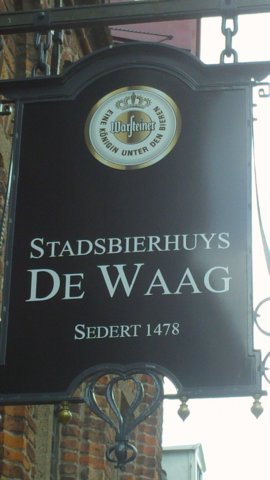 EINE KÖNIGIN UNTER DEN BIEREN
Warsteiner
STADSBIERHUYS
DE WAAG
SEDERT 1478